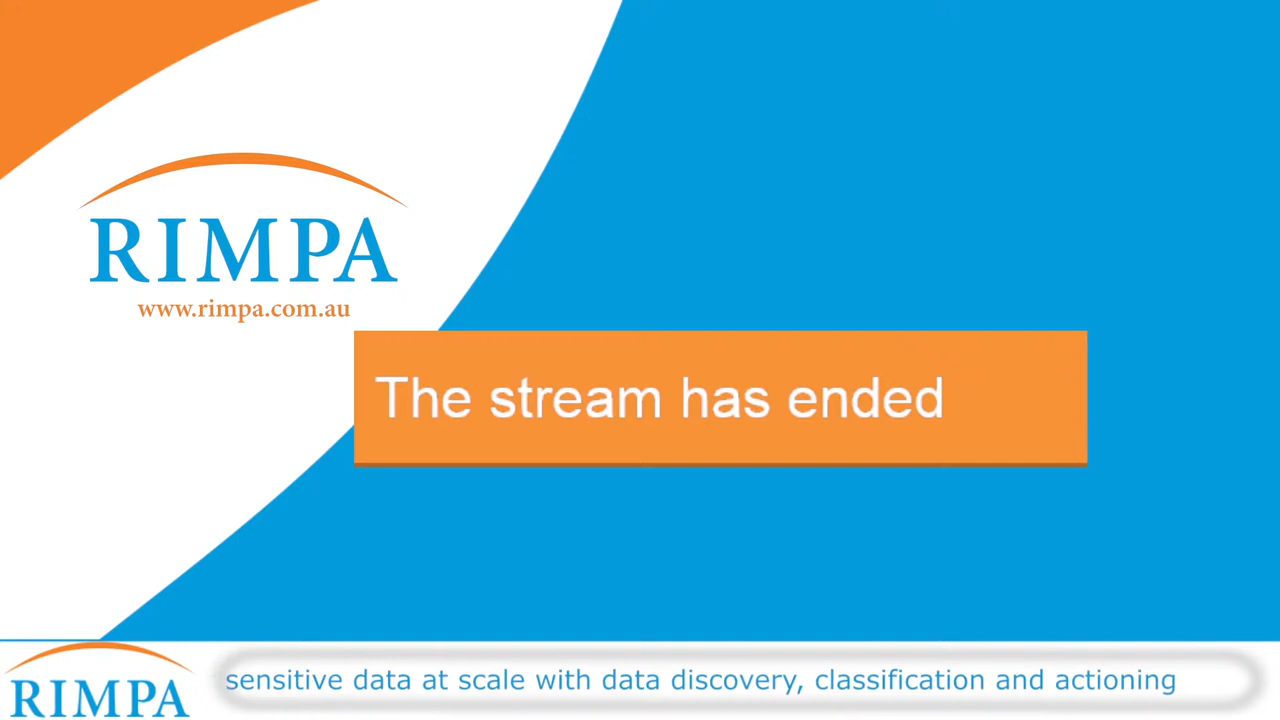 RIMPA
www.rimpa.com.au
The stream has ended
RIMPA
sensitive data at scale with data discovery, classification and actioning